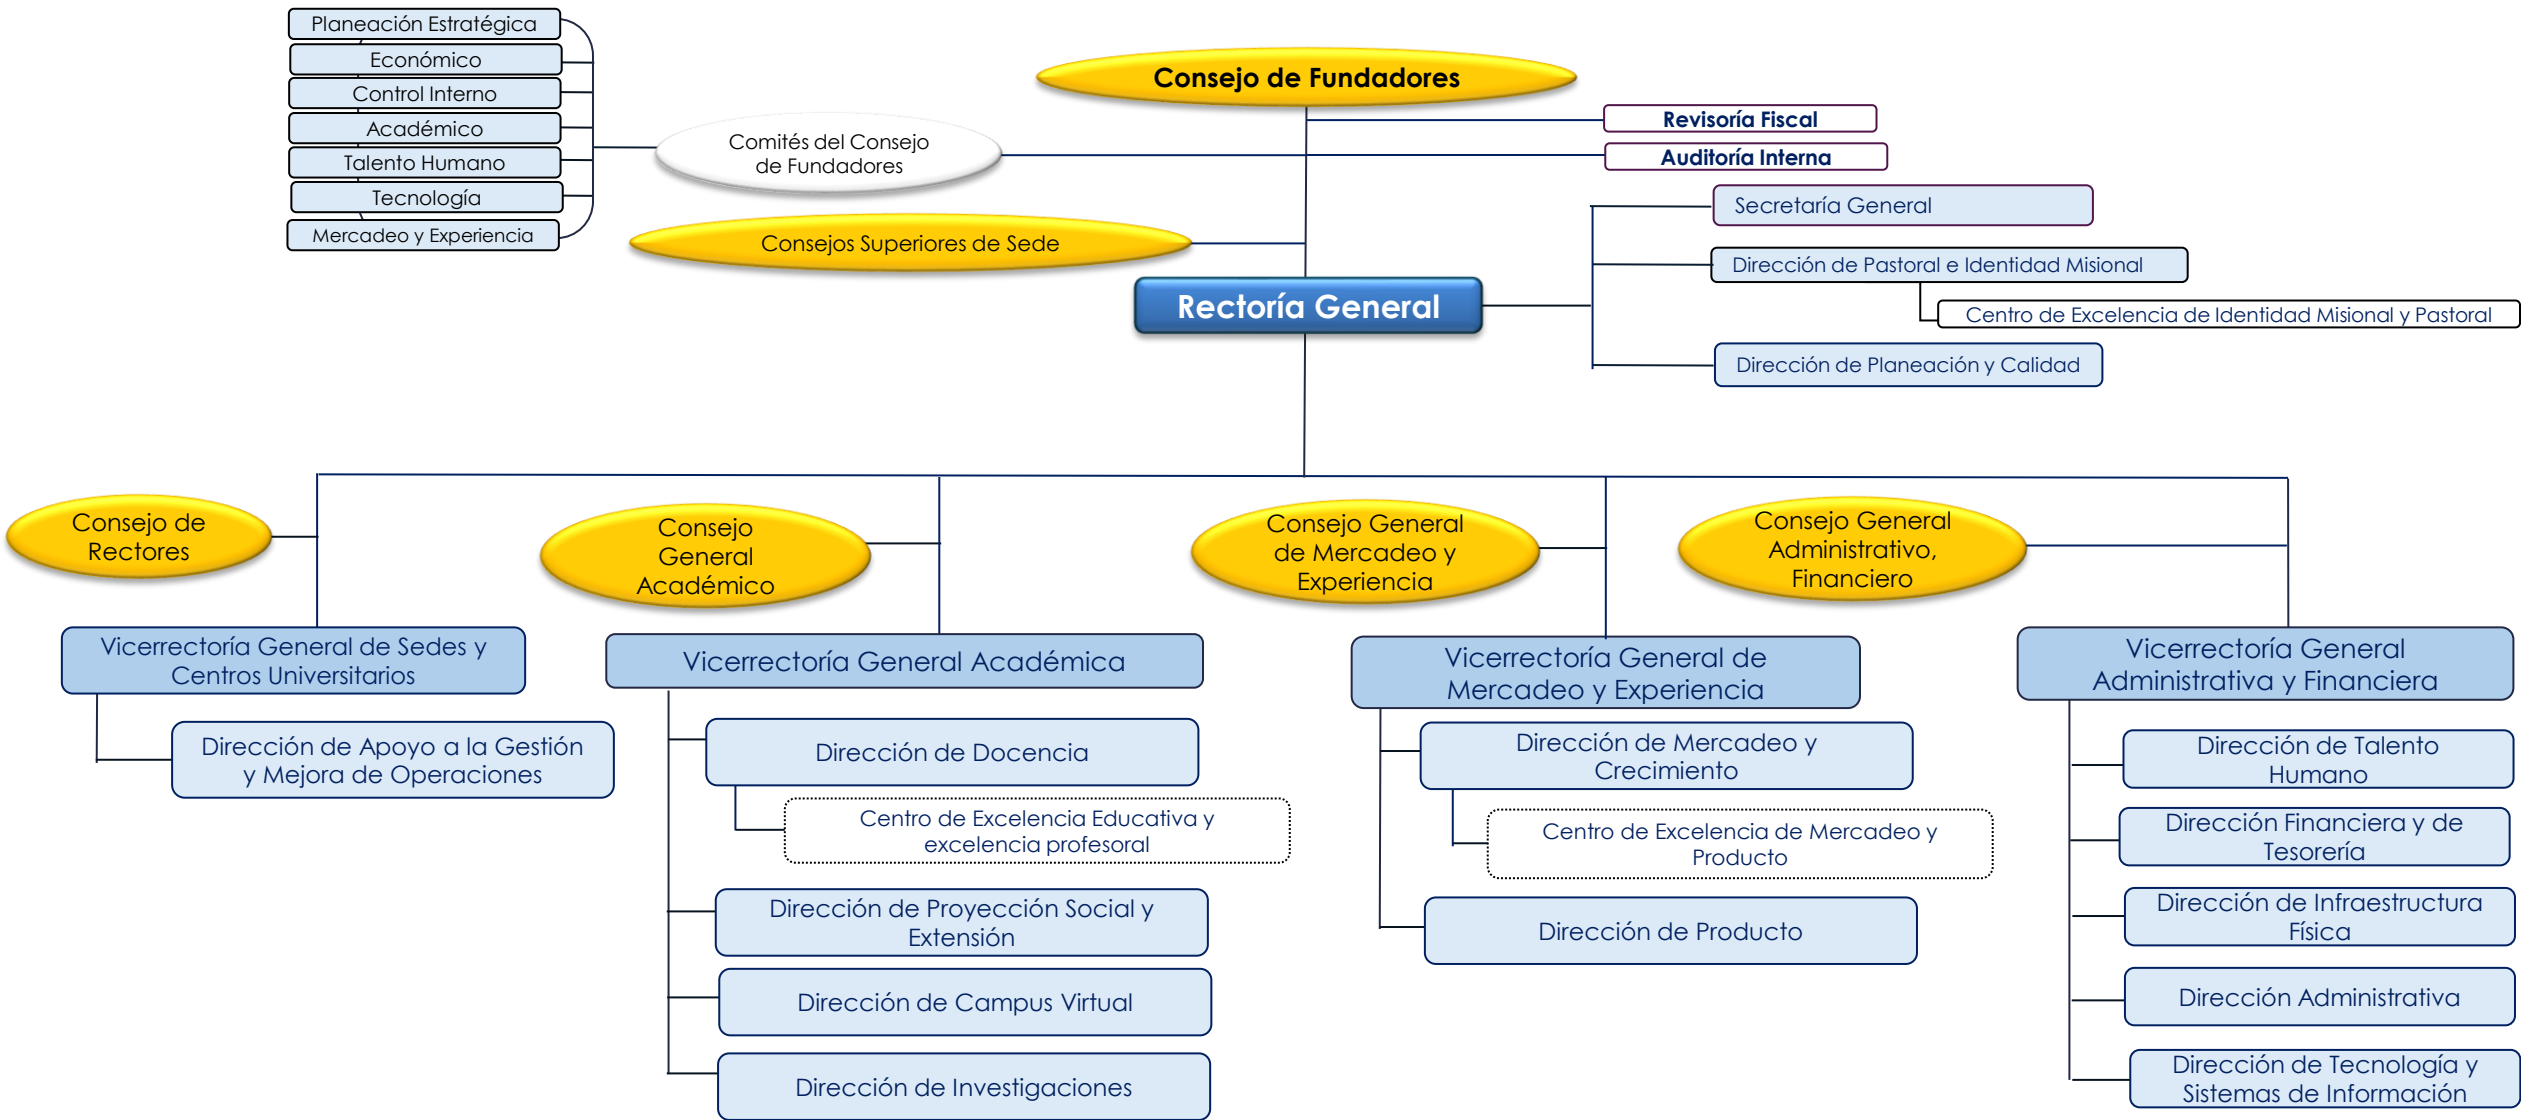 Planeación Estratégica
Económico
Control Interno
Académico
Talento Humano
Tecnología
Mercadeo y Experiencia
Comités del Consejo
de Fundadores
Consejo de Fundadores
Revisoría Fiscal
Auditoría Interna
Consejos Superiores de Sede
Rectoría General
Secretaría General
Dirección de Pastoral e Identidad Misional
Centro de Excelencia de Identidad Misional y Pastoral
Dirección de Planeación y Calidad
Consejo de
Rectores
Consejo
General
Académico
Consejo General
de Mercadeo y
Experiencia
Consejo General
Administrativo,
Financiero
Vicerrectoría General de Sedes y
Centros Universitarios
Dirección de Apoyo a la Gestión
y Mejora de Operaciones
Vicerrectoría General Académica
Dirección de Docencia
Centro de Excelencia Educativa y
excelencia profesoral
Dirección de Proyección Social y
Extensión
Dirección de Campus Virtual
Dirección de Investigaciones
Vicerrectoría General de
Mercadeo y Experiencia
Dirección de Mercadeo y
Crecimiento
Centro de Excelencia de Mercadeo y
Producto
Dirección de Producto
Vicerrectoría General
Administrativa y Financiera
Dirección de Talento
Humano
Dirección Financiera y de
Tesorería
Dirección de Infraestructura
Física
Dirección Administrativa
Dirección de Tecnología y
Sistemas de Información